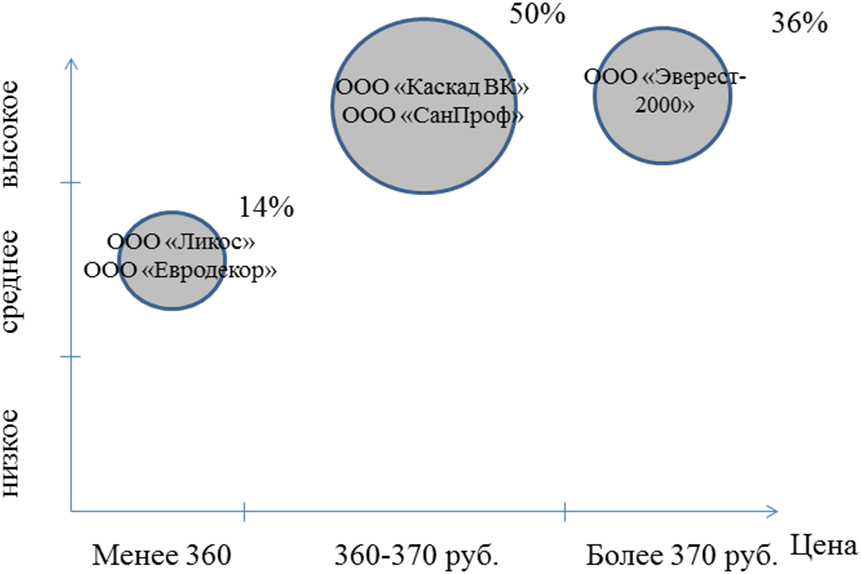 50%
36%
ООО «Каскад ВК»
ООО «СанПроф»
ООО «Эверест-
2000»
высокое
14%
ООО «Ликос»
ООО «Евродекор»
среднее
низкое
Менее 360
360-370 руб.
Более 370 руб.
Цена